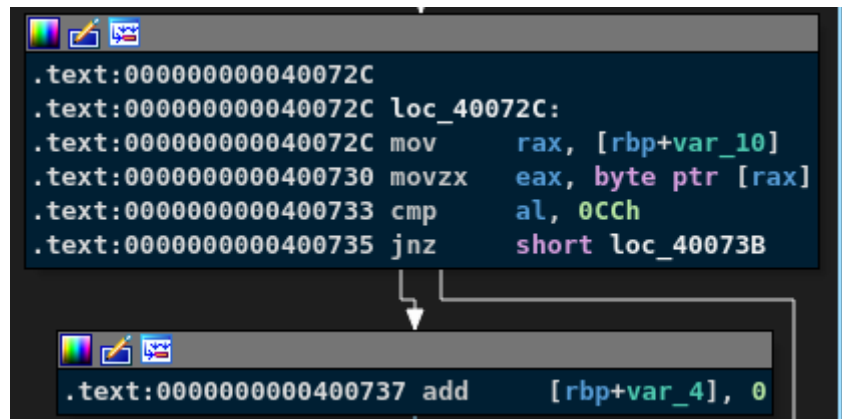 .text:000000000040072C
.text:000000000040072C loc_40072C:
.text:000000000040072C mov rax, [rbp+var_10]
.text:0000000000400730 movzx eax, byte ptr [rax]
.text:0000000000400733 cmp al, 0CCh
.text:0000000000400735 jnz short loc_40073B
.text:0000000000400737 add [rbp+var_4], 0